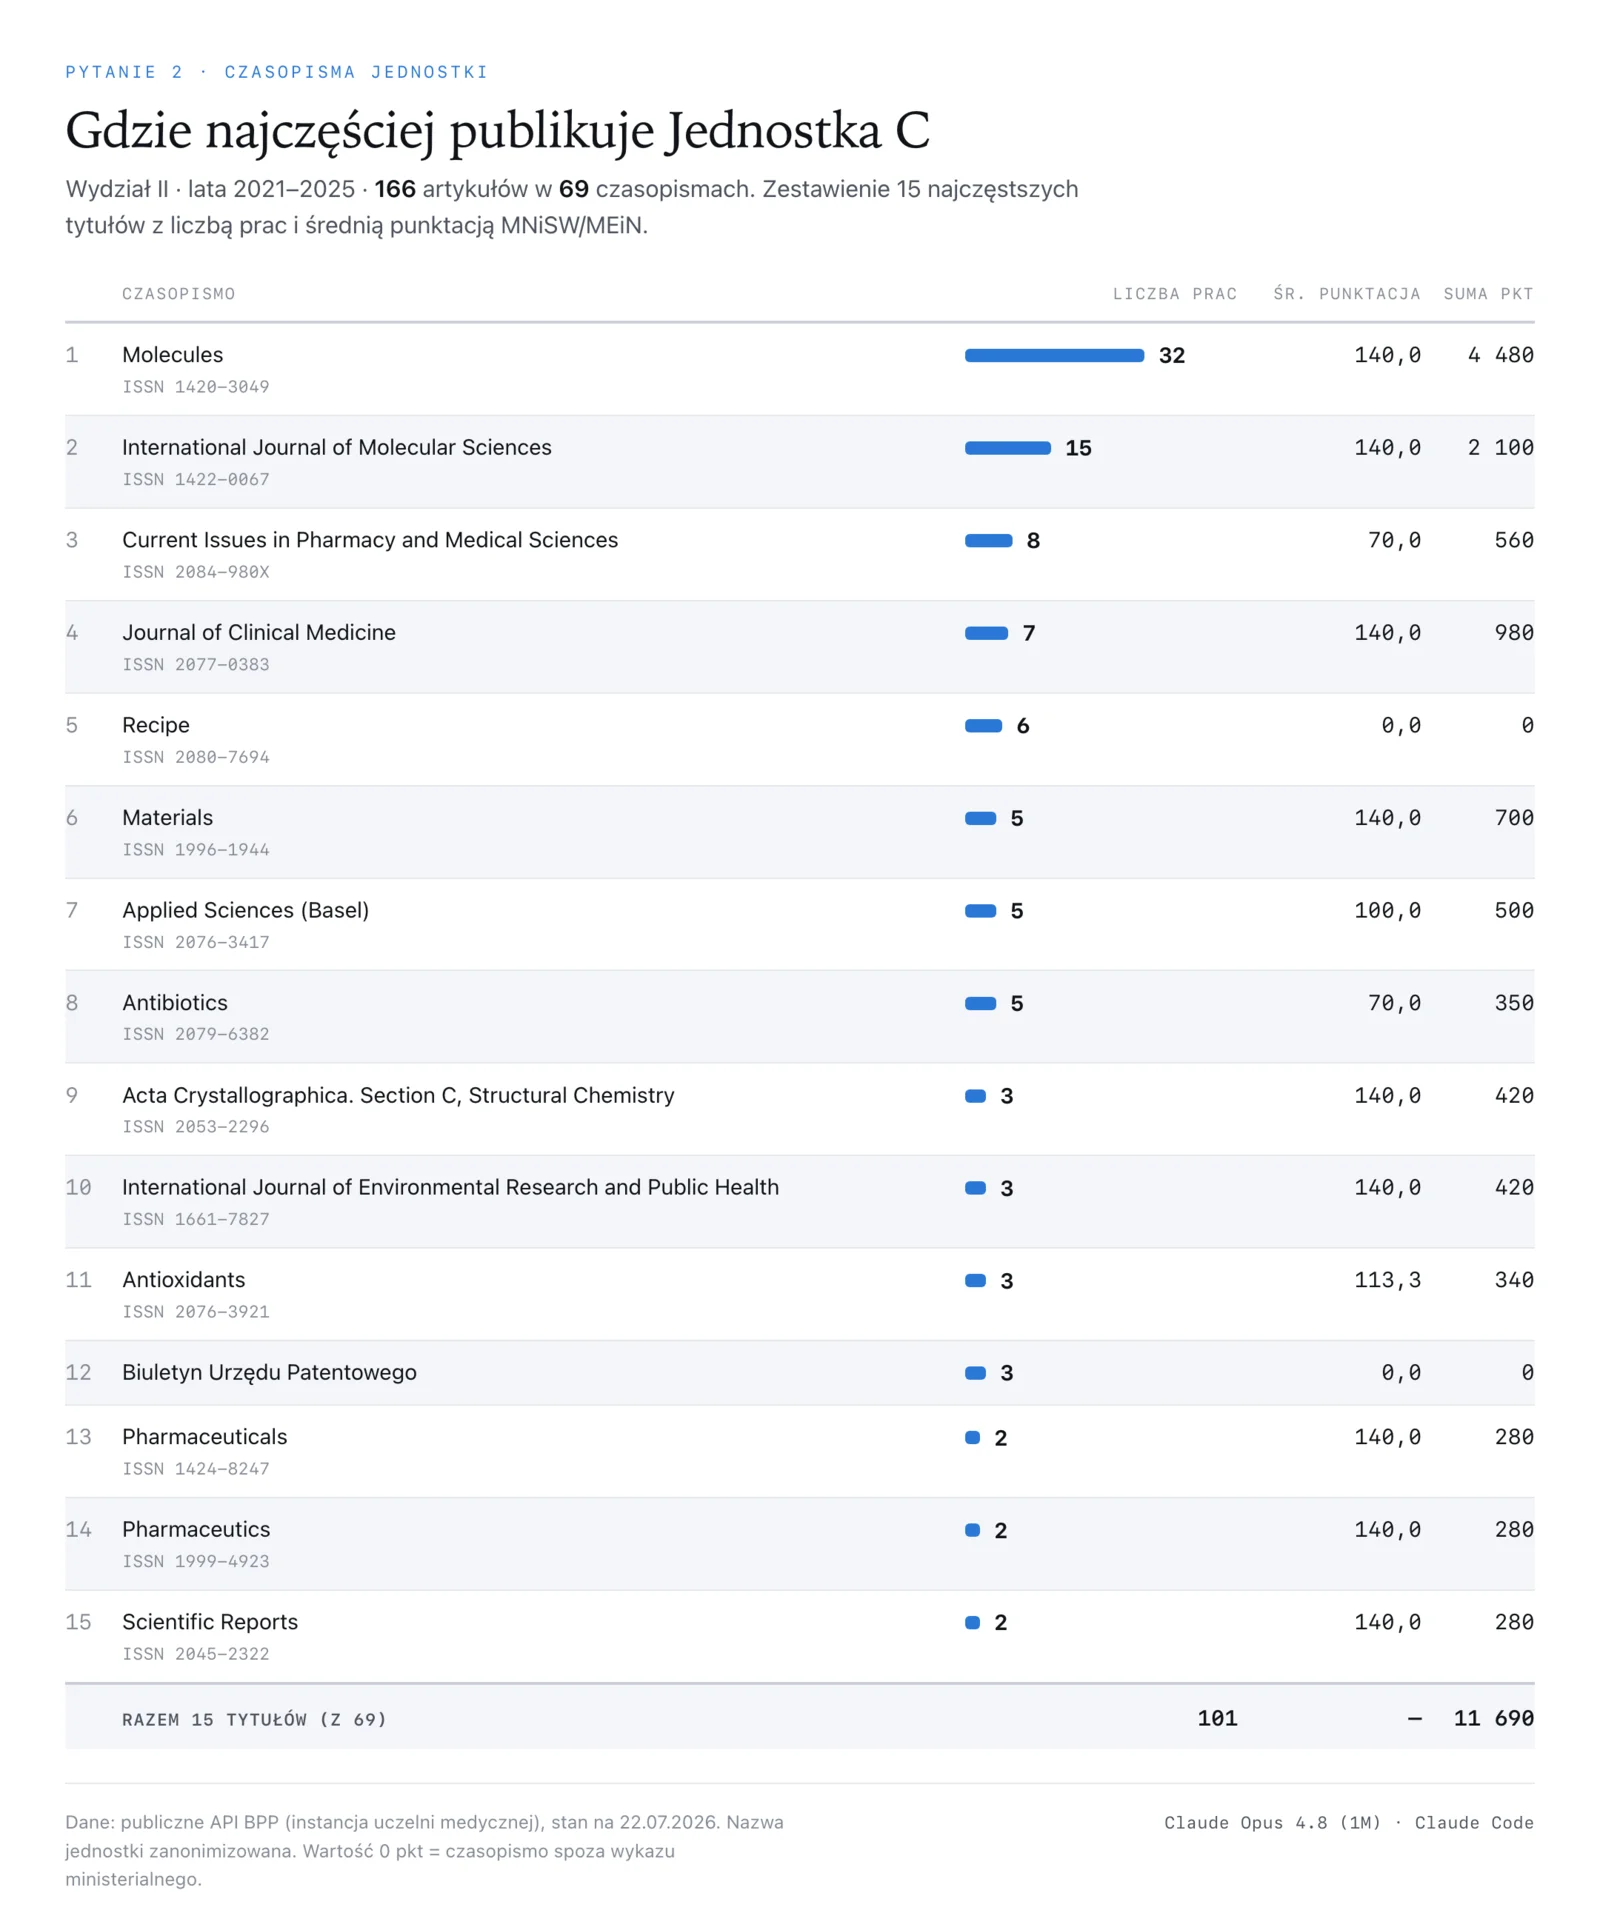 PYTANIE 2 · CZASOPISMA JEDNOSTKI
Gdzie najczęściej publikuje Jednostka C
Wydział II · lata 2021–2025 · 166 artykułów w 69 czasopismach. Zestawienie 15 najczęstszych
tytułów z liczbą prac i średnią punktacją MNiSW/MEiN.
CZASOPISMO LICZBA PRAC ŚR. PUNKTACJA SUMA PKT
1 Molecules 32 140,0 4 480
ISSN 1420-3049
2 International Journal of Molecular Sciences 15 140,0 2 100
ISSN 1422-0067
3 Current Issues in Pharmacy and Medical Sciences 8 70,0 560
ISSN 2084-980X
4 Journal of Clinical Medicine 7 140,0 980
ISSN 2077-0383
5 Recipe 6 0,0 0
ISSN 2080-7694
6 Materials 5 140,0 700
ISSN 1996-1944
7 Applied Sciences (Basel) 5 100,0 500
ISSN 2076-3417
8 Antibiotics 5 70,0 350
ISSN 2079-6382
9 Acta Crystallographica. Section C, Structural Chemistry 3 140,0 420
ISSN 2053-2296
10 International Journal of Environmental Research and Public Health 3 140,0 420
ISSN 1661-7827
11 Antioxidants 3 113,3 340
ISSN 2076-3921
12 Biuletyn Urzędu Patentowego 3 0,0 0
13 Pharmaceuticals 2 140,0 280
ISSN 1424-8247
14 Pharmaceutics 2 140,0 280
ISSN 1999-4923
15 Scientific Reports 2 140,0 280
ISSN 2045-2322
RAZEM 15 TYTUŁÓW (Z 69) 101 — 11 690
Dane: publiczne API BPP (instancja uczelni medycznej), stan na 22.07.2026. Nazwa
jednostki zanonimizowana. Wartość 0 pkt = czasopismo spoza wykazu
ministerialnego.
Claude Opus 4.8 (1M) · Claude Code